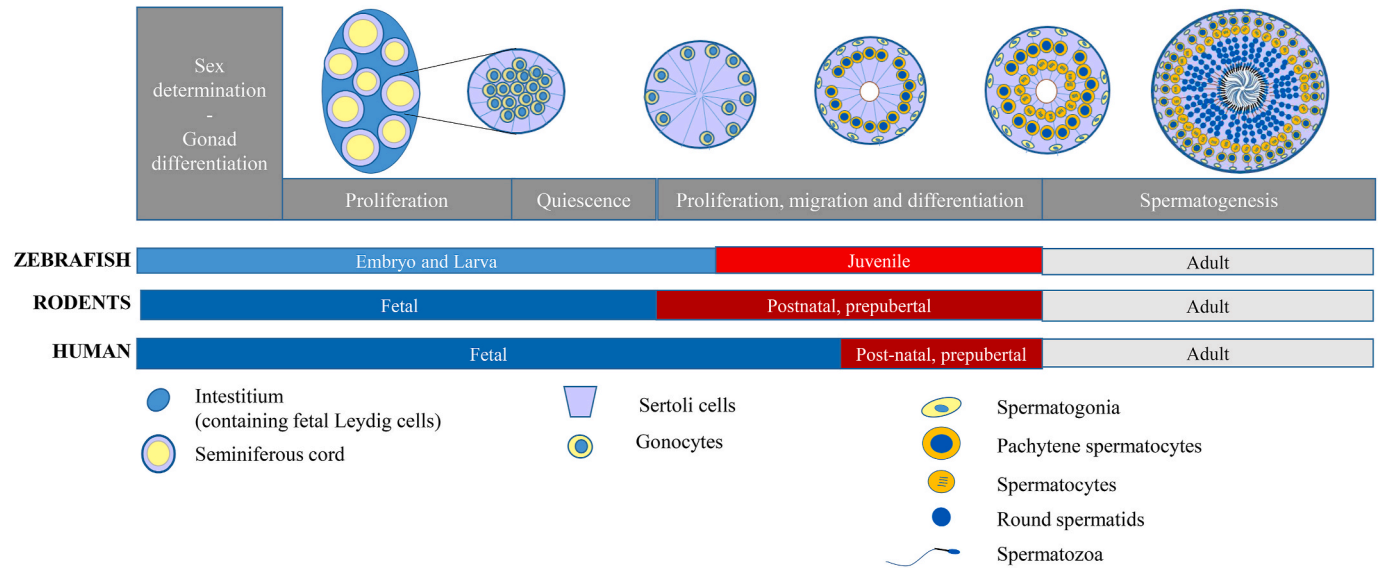 Sex
determination
-
Gonad
differentiation
Proliferation
Quiescence
Proliferation, migration and differentiation
Spermatogenesis
ZEBRAFISH
Embryo and Larva
Juvenile
Adult
RODENTS
Fetal
Postnatal, prepubertal
Adult
HUMAN
Fetal
Post-natal, prepubertal
Adult
Intestitium
(containing fetal Leydig cells)
Seminiferous cord
Sertoli cells
Gonocytes
Spermatogonia
Pachytene spermatocytes
Spermatocytes
Round spermatids
Spermatozoa